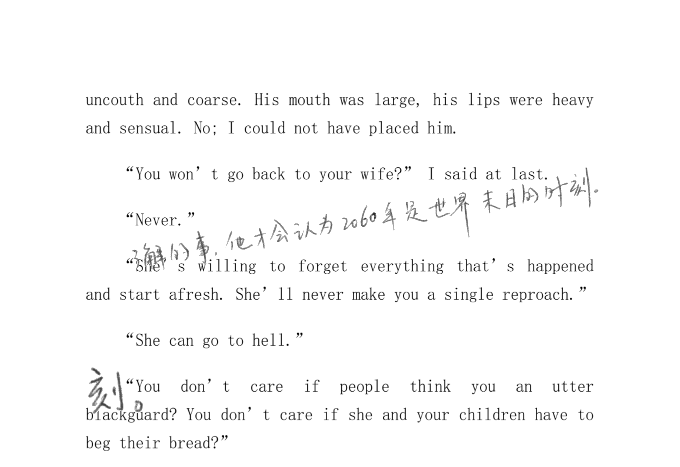 uncouth and coarse. His mouth was large, his lips were heavy
and sensual. No; I could not have placed him.
“You won’t go back to your wife?” I said at last.
“Never.”
了解的事，他才会认为2060年是世界末日的时刻。
“She’s willing to forget everything that’s happened
and start afresh. She’ll never make you a single reproach.”
“She can go to hell.”
刻。
“You don’t care if people think you an utter
blackguard? You don’t care if she and your children have to
beg their bread?”